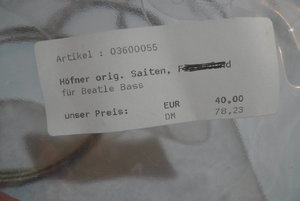 Artikel : 03600055
Höfner orig. Saiten,
für Beatle Bass
unser Preis: EUR 40,00
DM 78,23